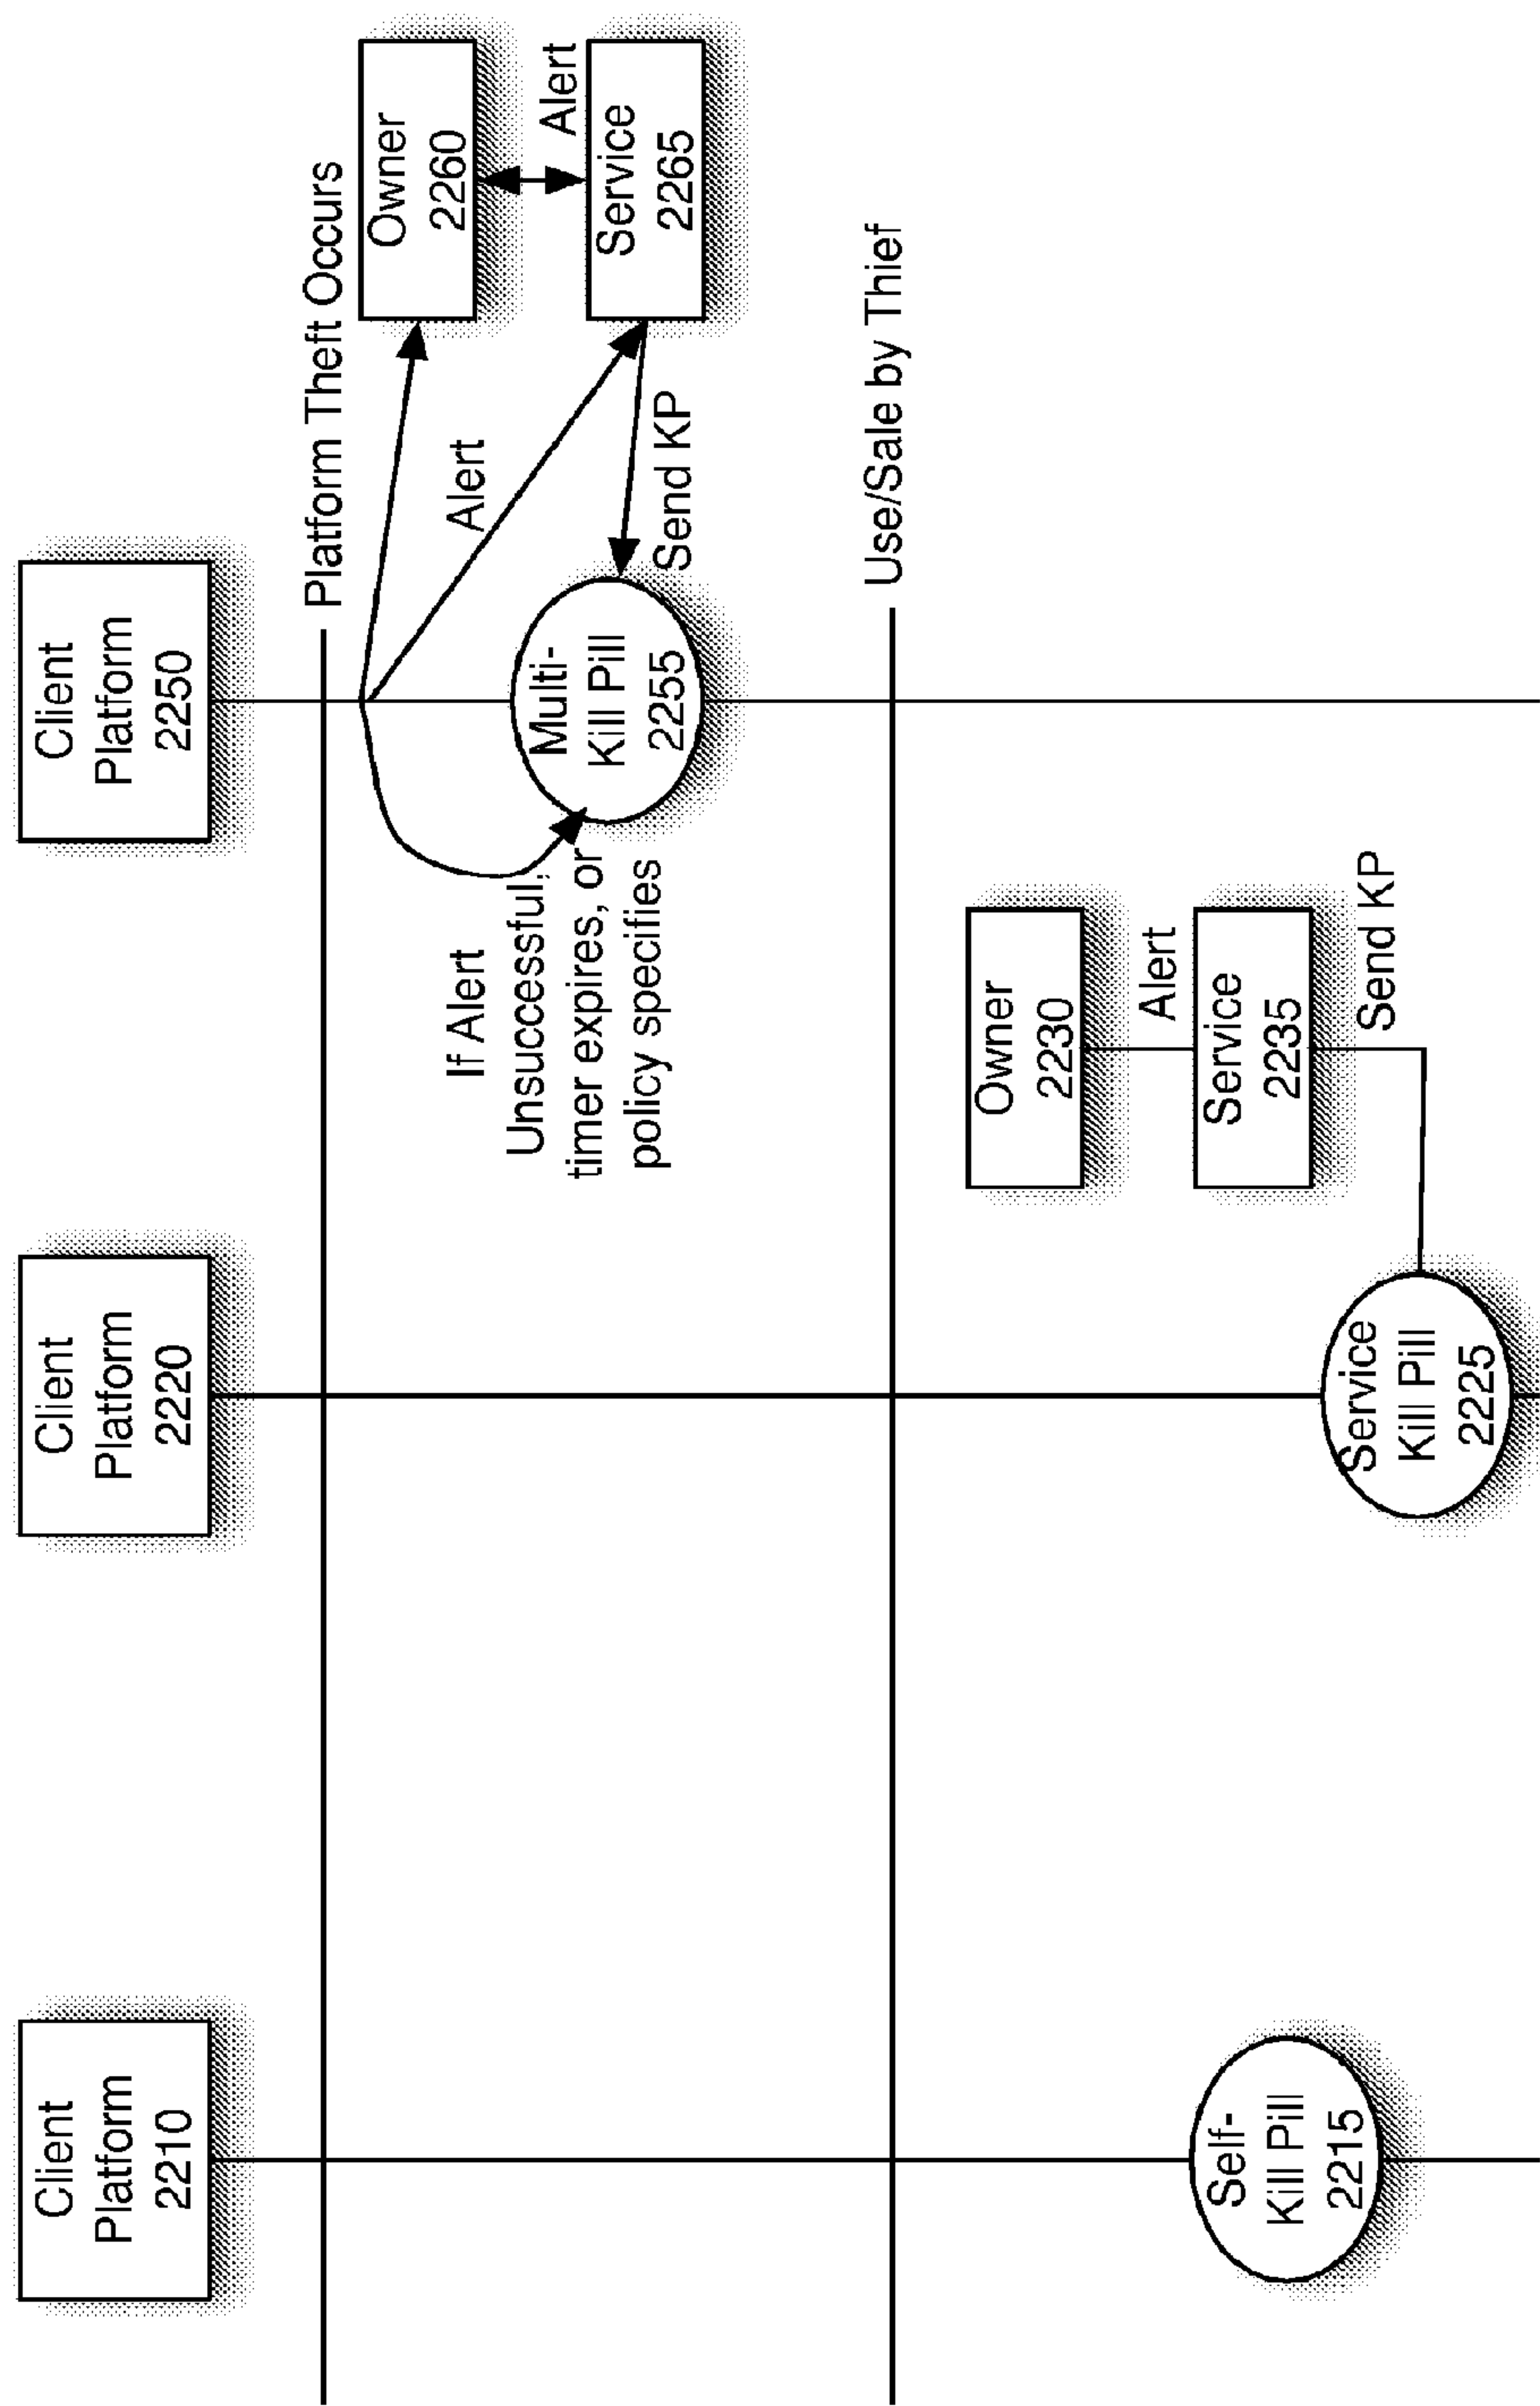 Client
Platform
2210
Client
Platform
2220
Client
Platform
2250
Platform Theft Occurs
Owner
2260
Alert
Service
2265
Alert
Send KP
Multi-
Kill Pill
2255
If Alert
Unsuccessful,
timer expires, or
policy specifies
Use/Sale by Thief
Owner
2230
Alert
Service
2235
Send KP
Self-
Kill Pill
2215
Service
Kill Pill
2225